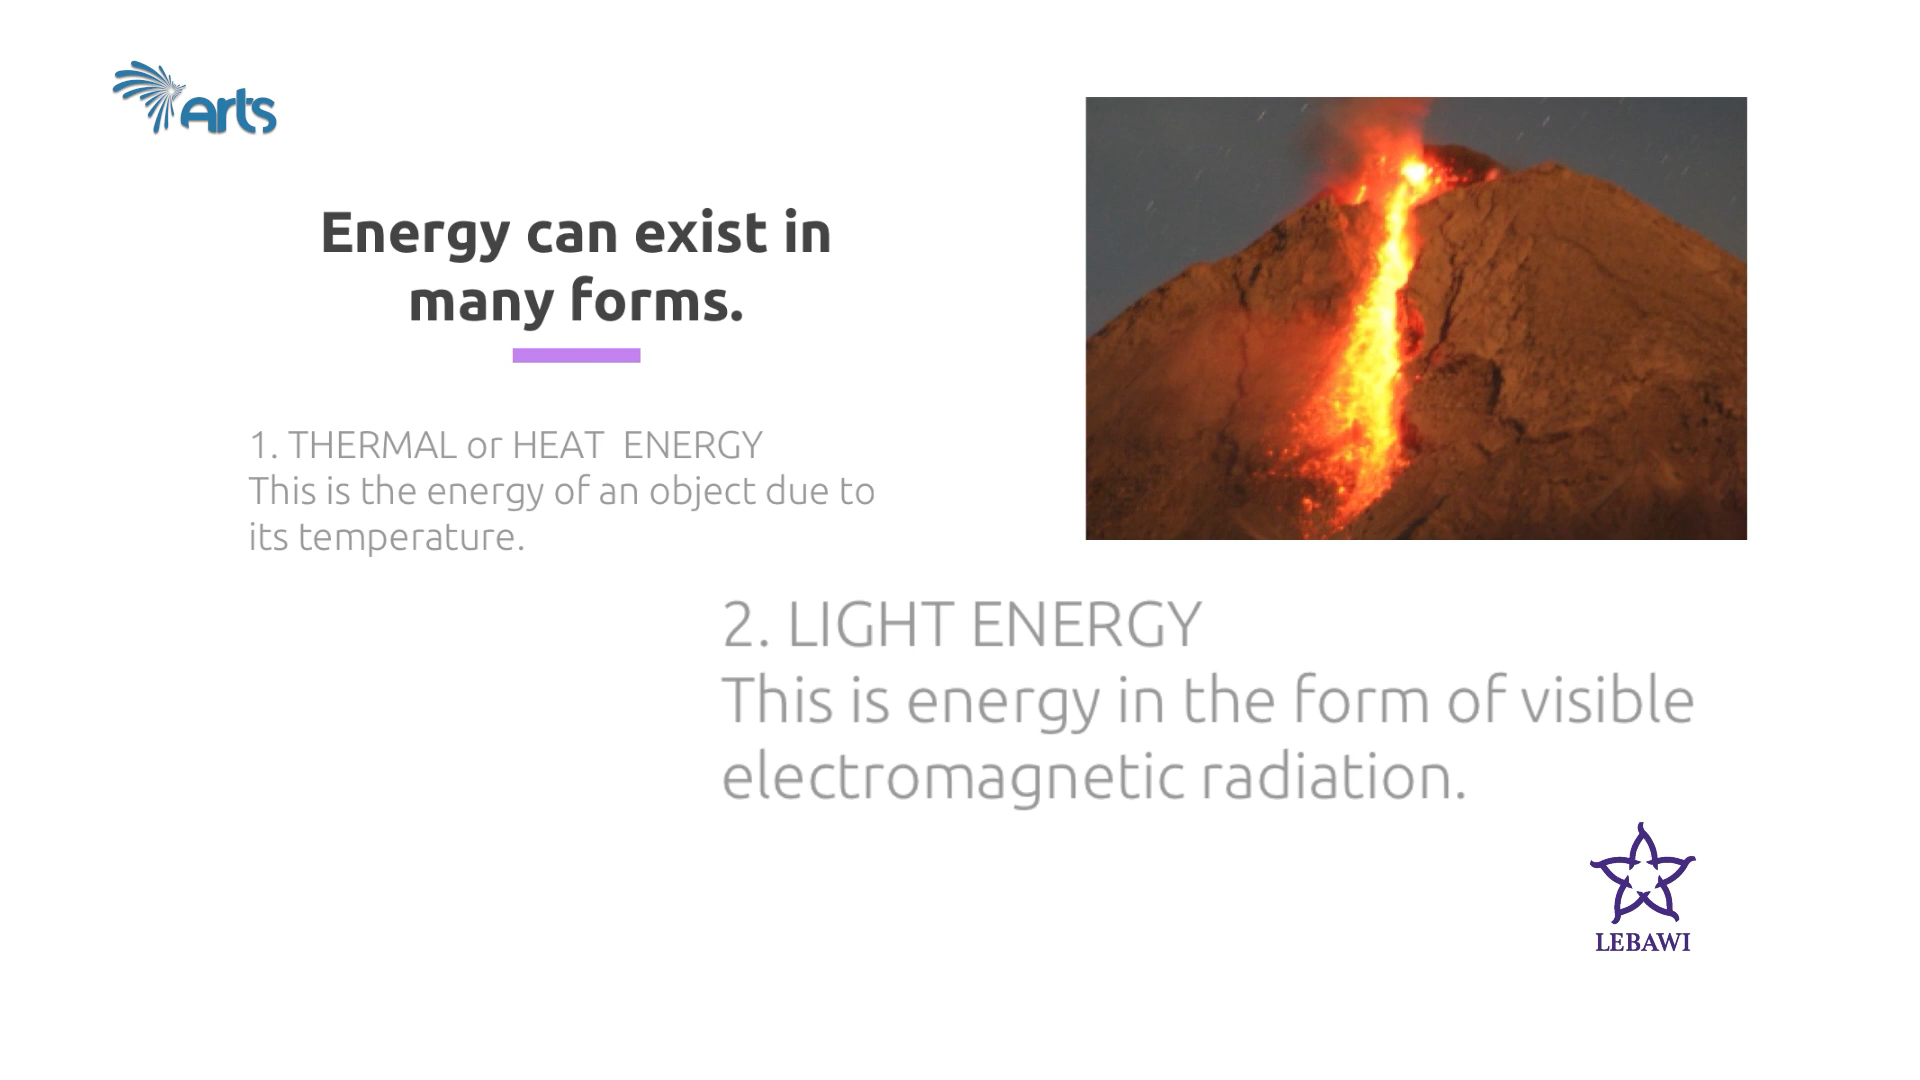 arts
Energy can exist in
many forms.
1. THERMAL or HEAT ENERGY
This is the energy of an object due to
its temperature.
2. LIGHT ENERGY
This is energy in the form of visible
electromagnetic radiation.
LEBAWI